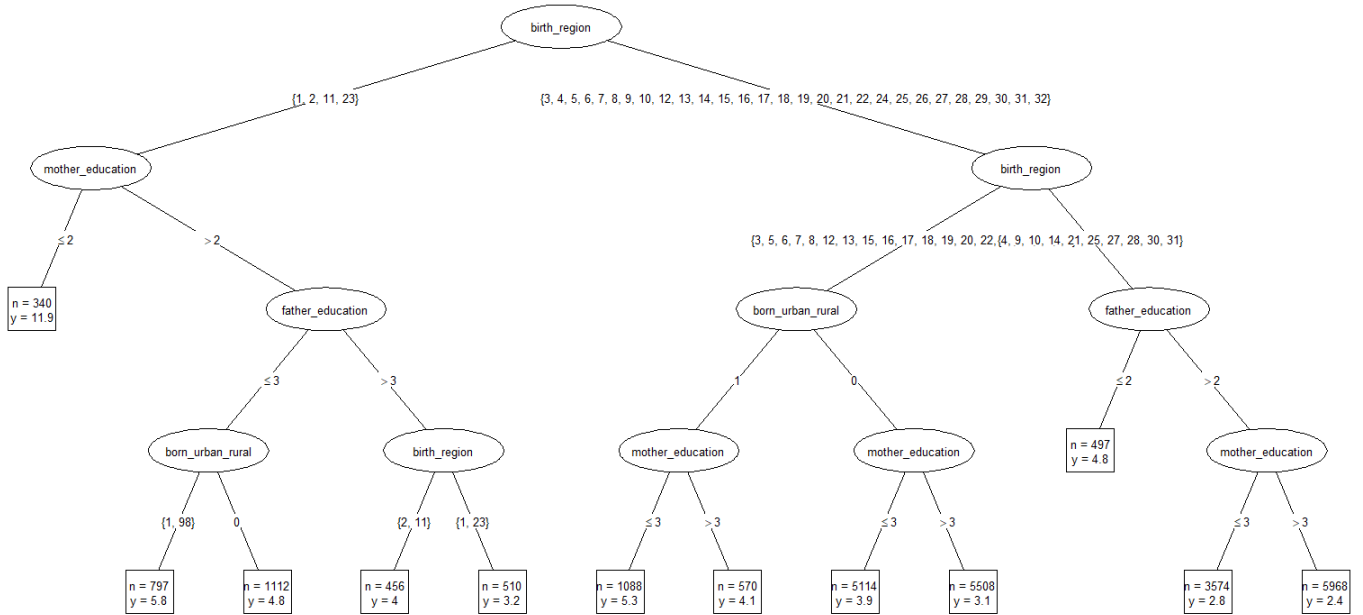 birth_region
{1, 2, 11, 23}
{3, 4, 5, 6, 7, 8, 9, 10, 12, 13, 14, 15, 16, 17, 18, 19, 20, 21, 22, 24, 25, 26, 27, 28, 29, 30, 31, 32}
mother_education
birth_region
≤ 2
> 2
{3, 5, 6, 7, 8, 12, 13, 15, 16, 17, 18, 19, 20, 22,
{4, 9, 10, 14, 21, 25, 27, 28, 30, 31}
n = 340
y = 11.9
father_education
born_urban_rural
father_education
≤ 3
> 3
1
0
≤ 2
> 2
born_urban_rural
birth_region
mother_education
mother_education
n = 497
y = 4.8
mother_education
{1, 98}
0
{2, 11}
{1, 23}
≤ 3
> 3
≤ 3
> 3
≤ 3
> 3
n = 797
y = 5.8
n = 1112
y = 4.8
n = 456
y = 4
n = 510
y = 3.2
n = 1088
y = 5.3
n = 570
y = 4.1
n = 5114
y = 3.9
n = 5508
y = 3.1
n = 3574
y = 2.8
n = 5968
y = 2.4